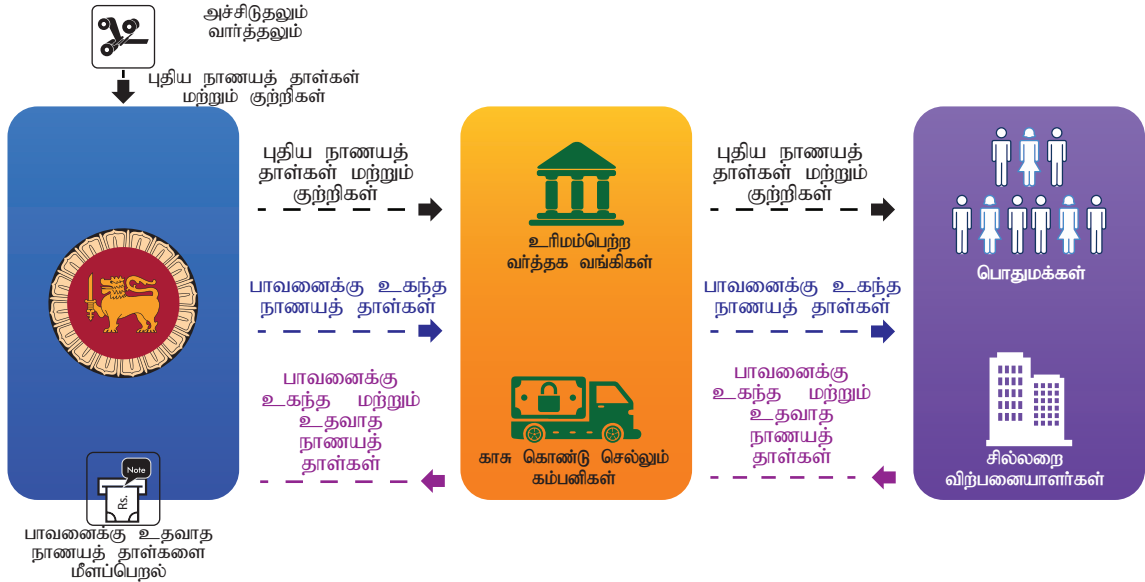 அச்சிடுதலும்
வார்த்தலும்
புதிய நாணயத் தாள்கள்
மற்றும் குற்றிகள்
புதிய நாணயத்
தாள்கள் மற்றும்
குற்றிகள்
பாவனைக்கு உகந்த
நாணயத் தாள்கள்
பாவனைக்கு
உகந்த மற்றும்
உதவாத
நாணயத்
தாள்கள்
Note
Rs.
பாவனைக்கு உதவாத
நாணயத் தாள்களை
மீளப்பெறல்
உரிமம்பெற்ற
வர்த்தக வங்கிகள்
காசு கொண்டு செல்லும்
கம்பனிகள்
புதிய நாணயத்
தாள்கள் மற்றும்
குற்றிகள்
பாவனைக்கு உகந்த
நாணயத் தாள்கள்
பாவனைக்கு
உகந்த மற்றும்
உதவாத
நாணயத்
தாள்கள்
பொதுமக்கள்
சில்லறை
விற்பனையாளர்கள்